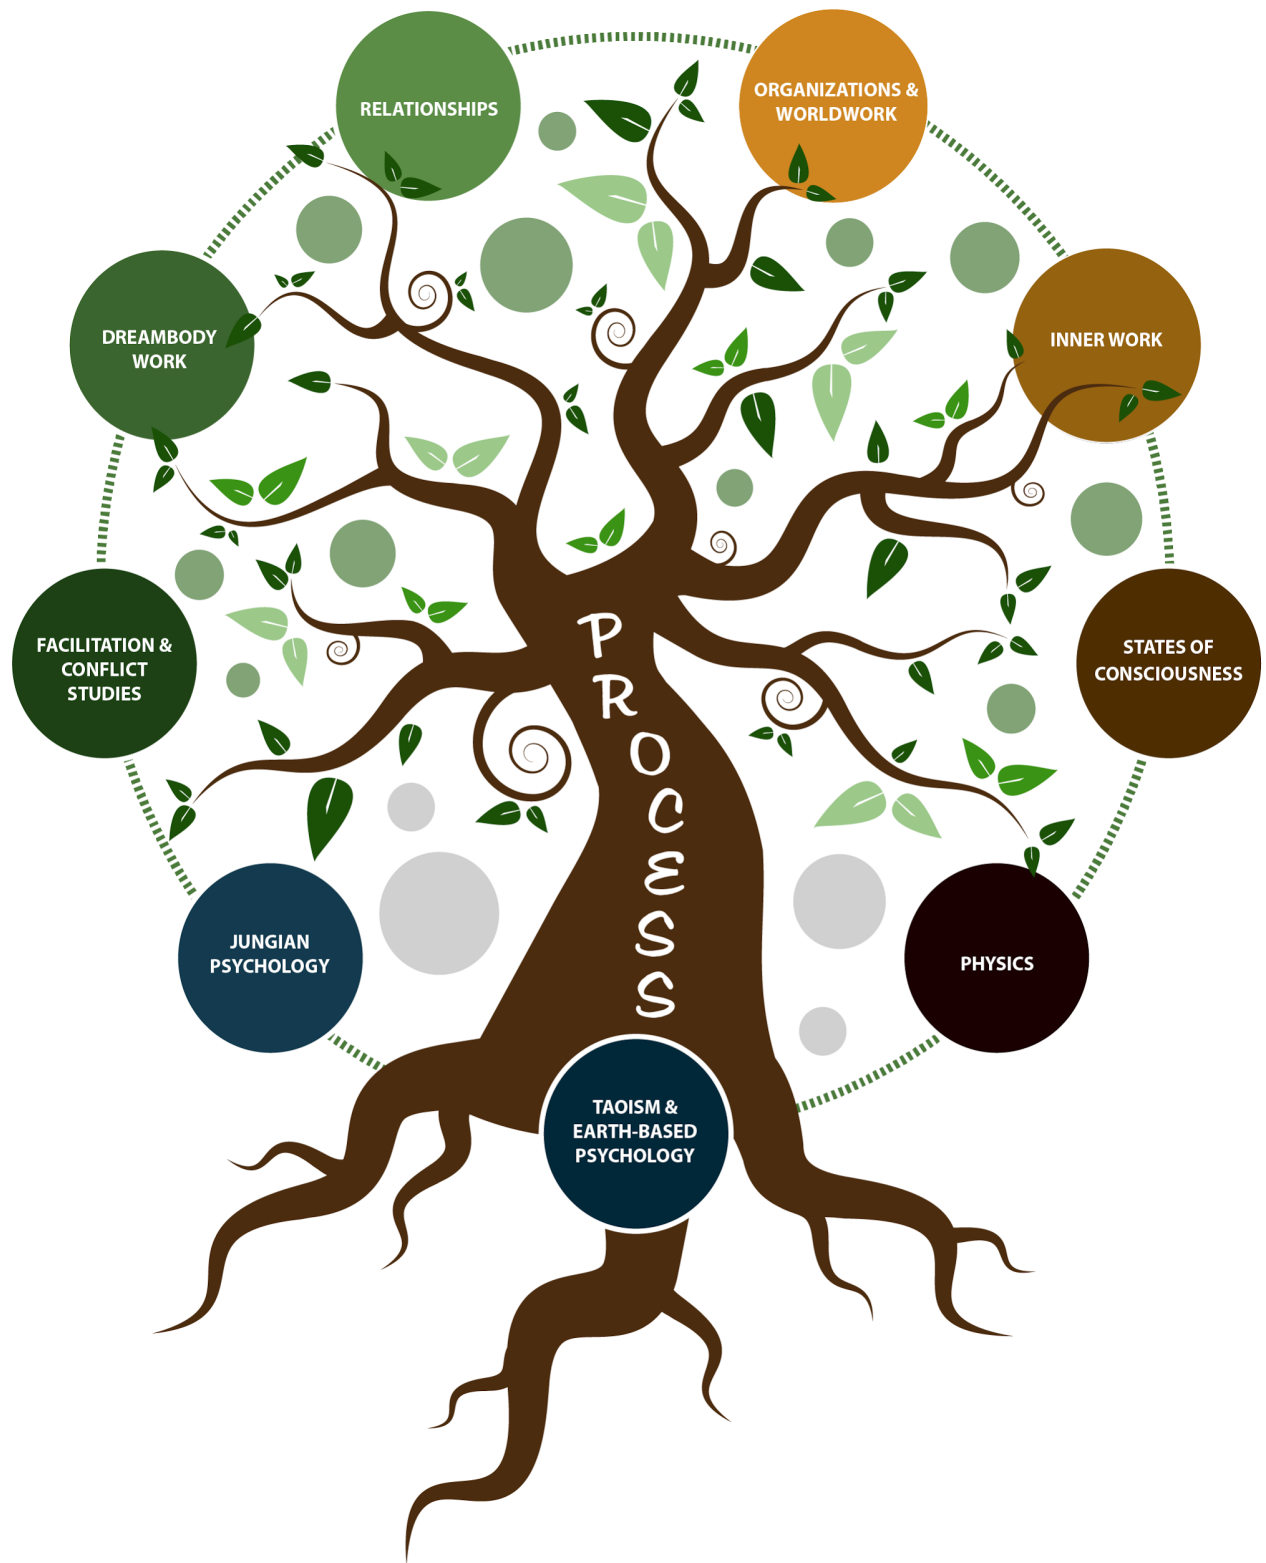 RELATIONSHIPS
ORGANIZATIONS &
WORLDWORK
DREAMBODY
WORK
INNER WORK
FACILITATION &
CONFLICT
STUDIES
STATES OF
CONSCIOUSNESS
PROCESS
JUNGIAN
PSYCHOLOGY
PHYSICS
TAOISM &
EARTH-BASED
PSYCHOLOGY